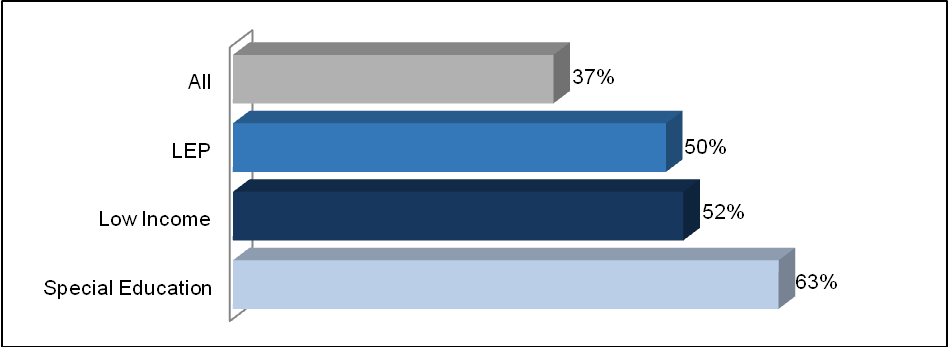 All 37%
LEP 50%
Low Income 52%
Special Education 63%